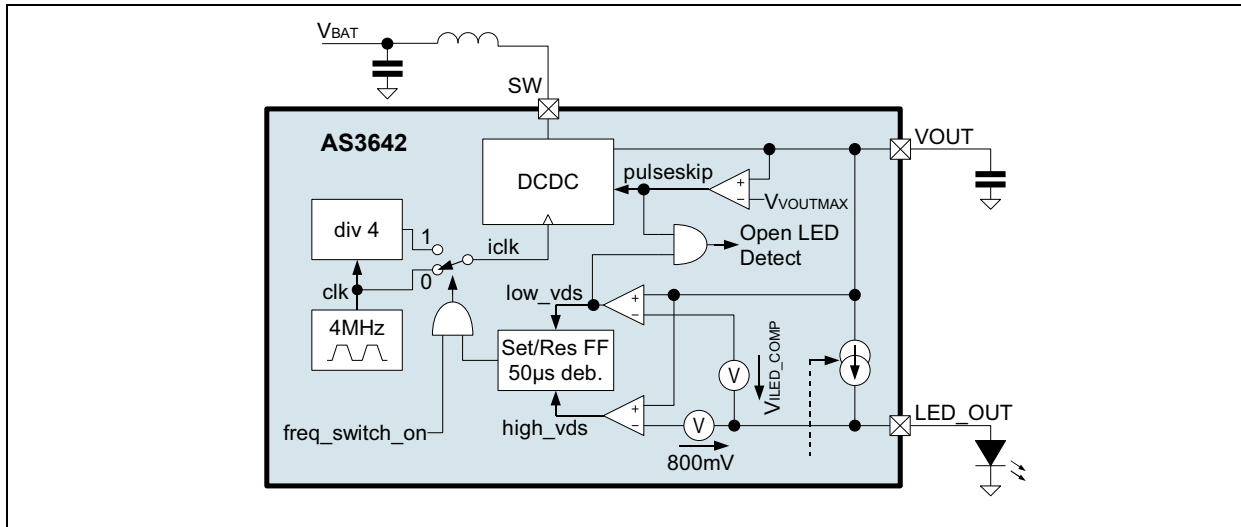 VBAT
SW
AS3642
VOUT
DCDC
pulseskip
+
−
VVOUTMAX
div 4
1
iclk
Open LED
Detect
0
clk
low_vds
+
−
4MHz
Set/Res FF
50µs deb.
V
VILED_COMP
+
−
V
LED_OUT
freq_switch_on
high_vds
800mV